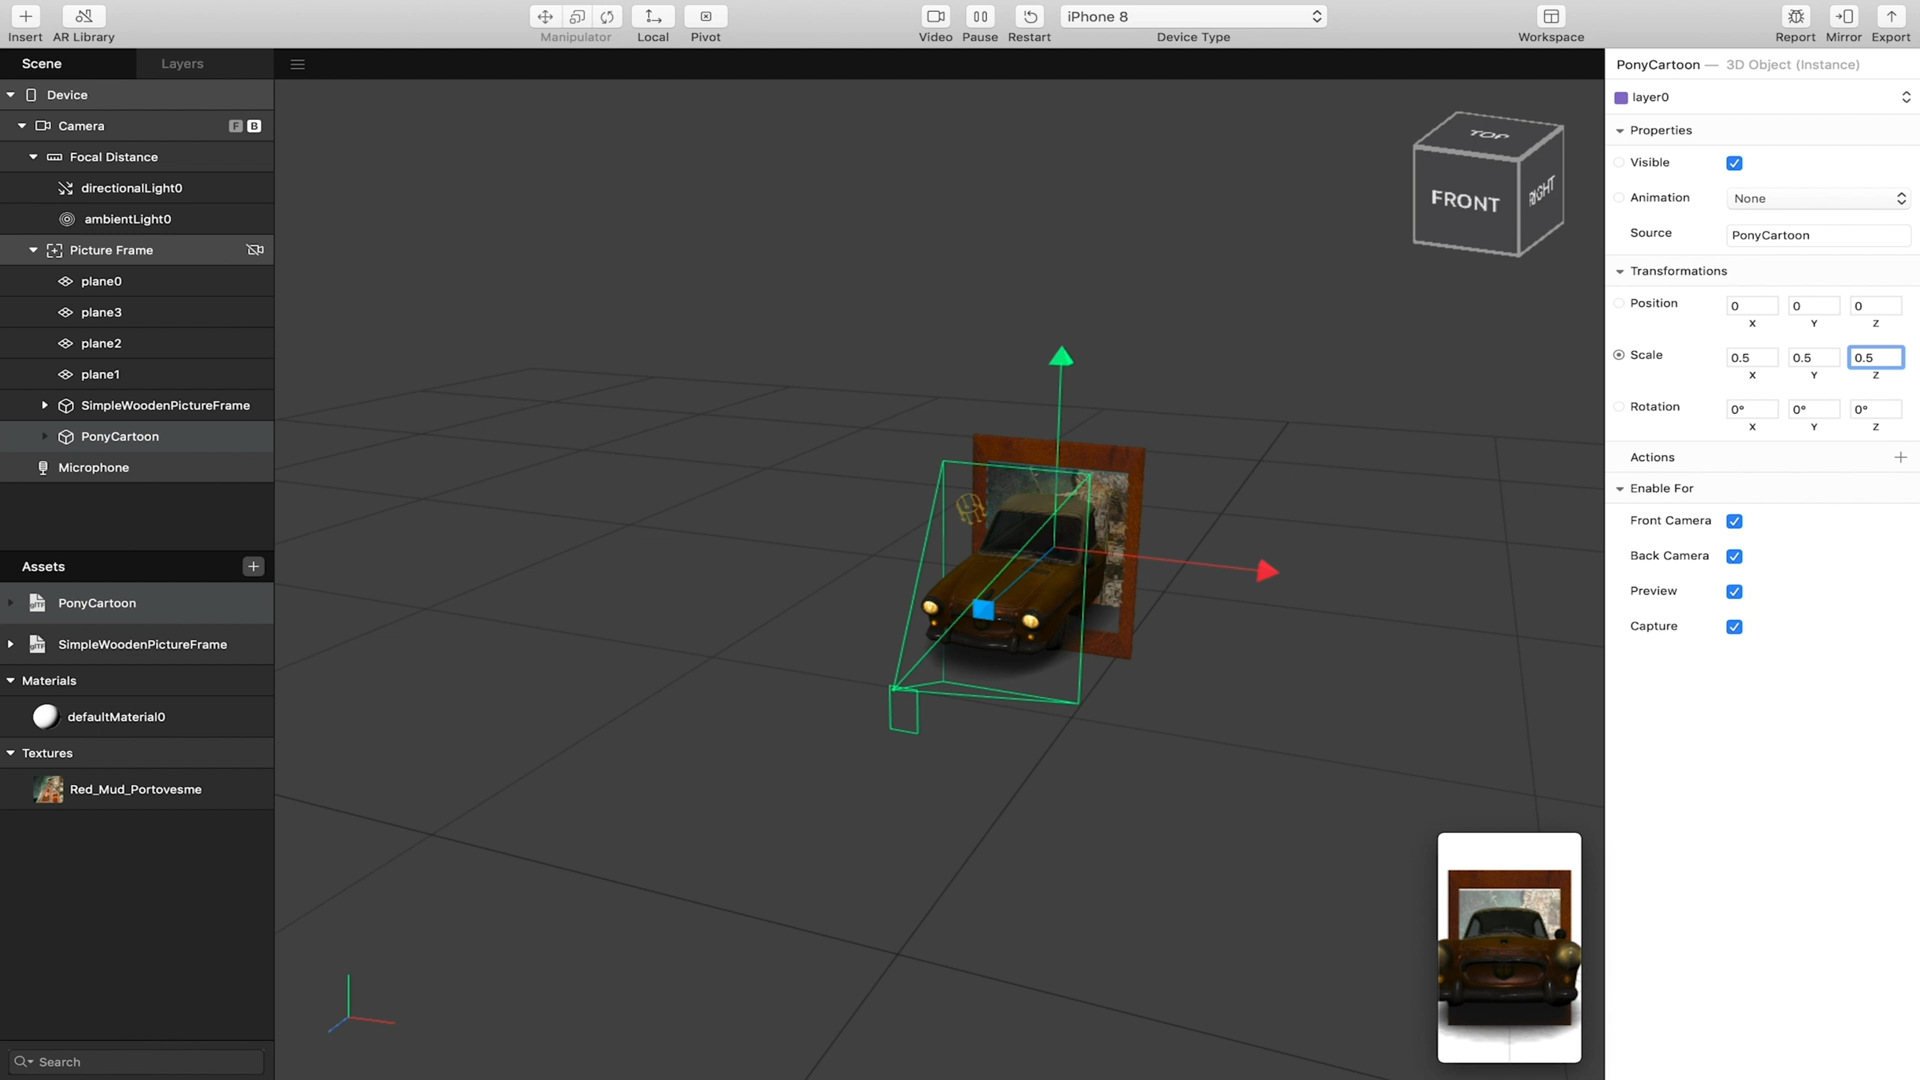 Insert
AR Library
Manipulator
Local
Pivot
Video
Pause
Restart
iPhone 8
Device Type
Workspace
Report
Mirror
Export
Scene
Layers
Device
Camera
F
B
Focal Distance
directionalLight0
ambientLight0
Picture Frame
plane0
plane3
plane2
plane1
SimpleWoodenPictureFrame
PonyCartoon
Microphone
Assets
PonyCartoon
SimpleWoodenPictureFrame
Materials
defaultMaterial0
Textures
Red_Mud_Portovesme
Search
TOP
FRONT
RIGHT
PonyCartoon — 3D Object (Instance)
layer0
Properties
Visible
Animation
None
Source
PonyCartoon
Transformations
Position
0
0
0
X
Y
Z
Scale
0.5
0.5
0.5
X
Y
Z
Rotation
0°
0°
0°
X
Y
Z
Actions
Enable For
Front Camera
Back Camera
Preview
Capture